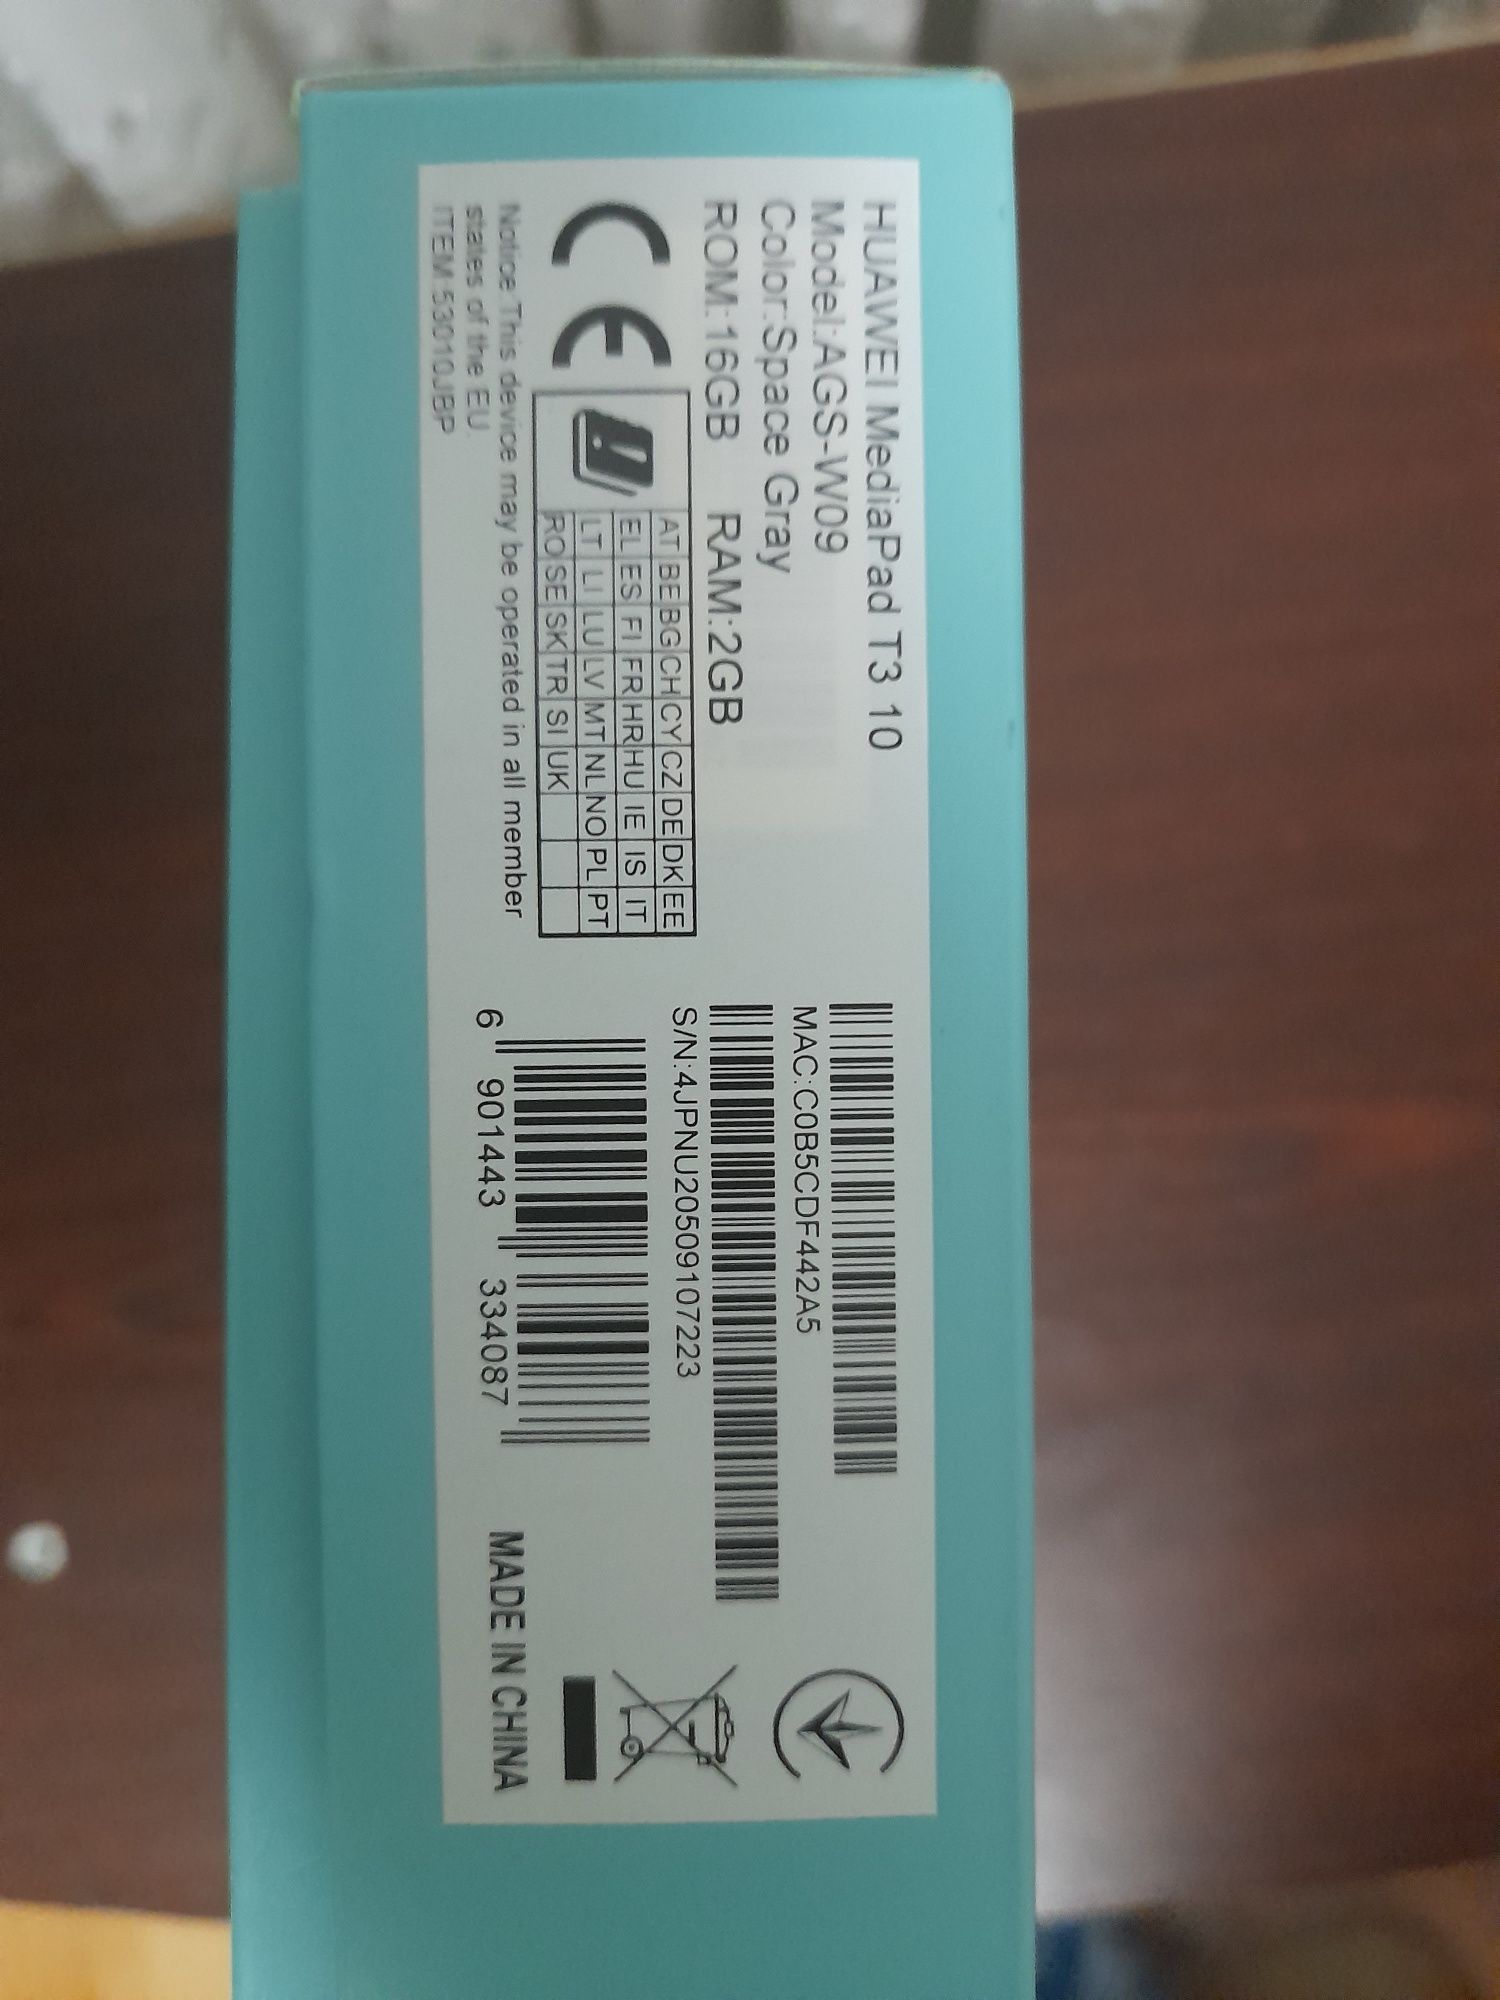 HUAWEI MediaPad T3 10
Model:AGS-W09
Color:Space Gray
ROM:16GB RAM:2GB
CE
AT BE BG CH CY CZ DE DK EE
EL ES FI FR HR HU IE IS IT
LT LI LU LV MT NL NO PL PT
RO SE SK TR SI UK
Notice:This device may be operated in all member
states of the EU.
ITEM:53010JBP
MAC:C0B5CDF442A5
S/N:4JPNU20509107223
6 901443 334087
MADE IN CHINA